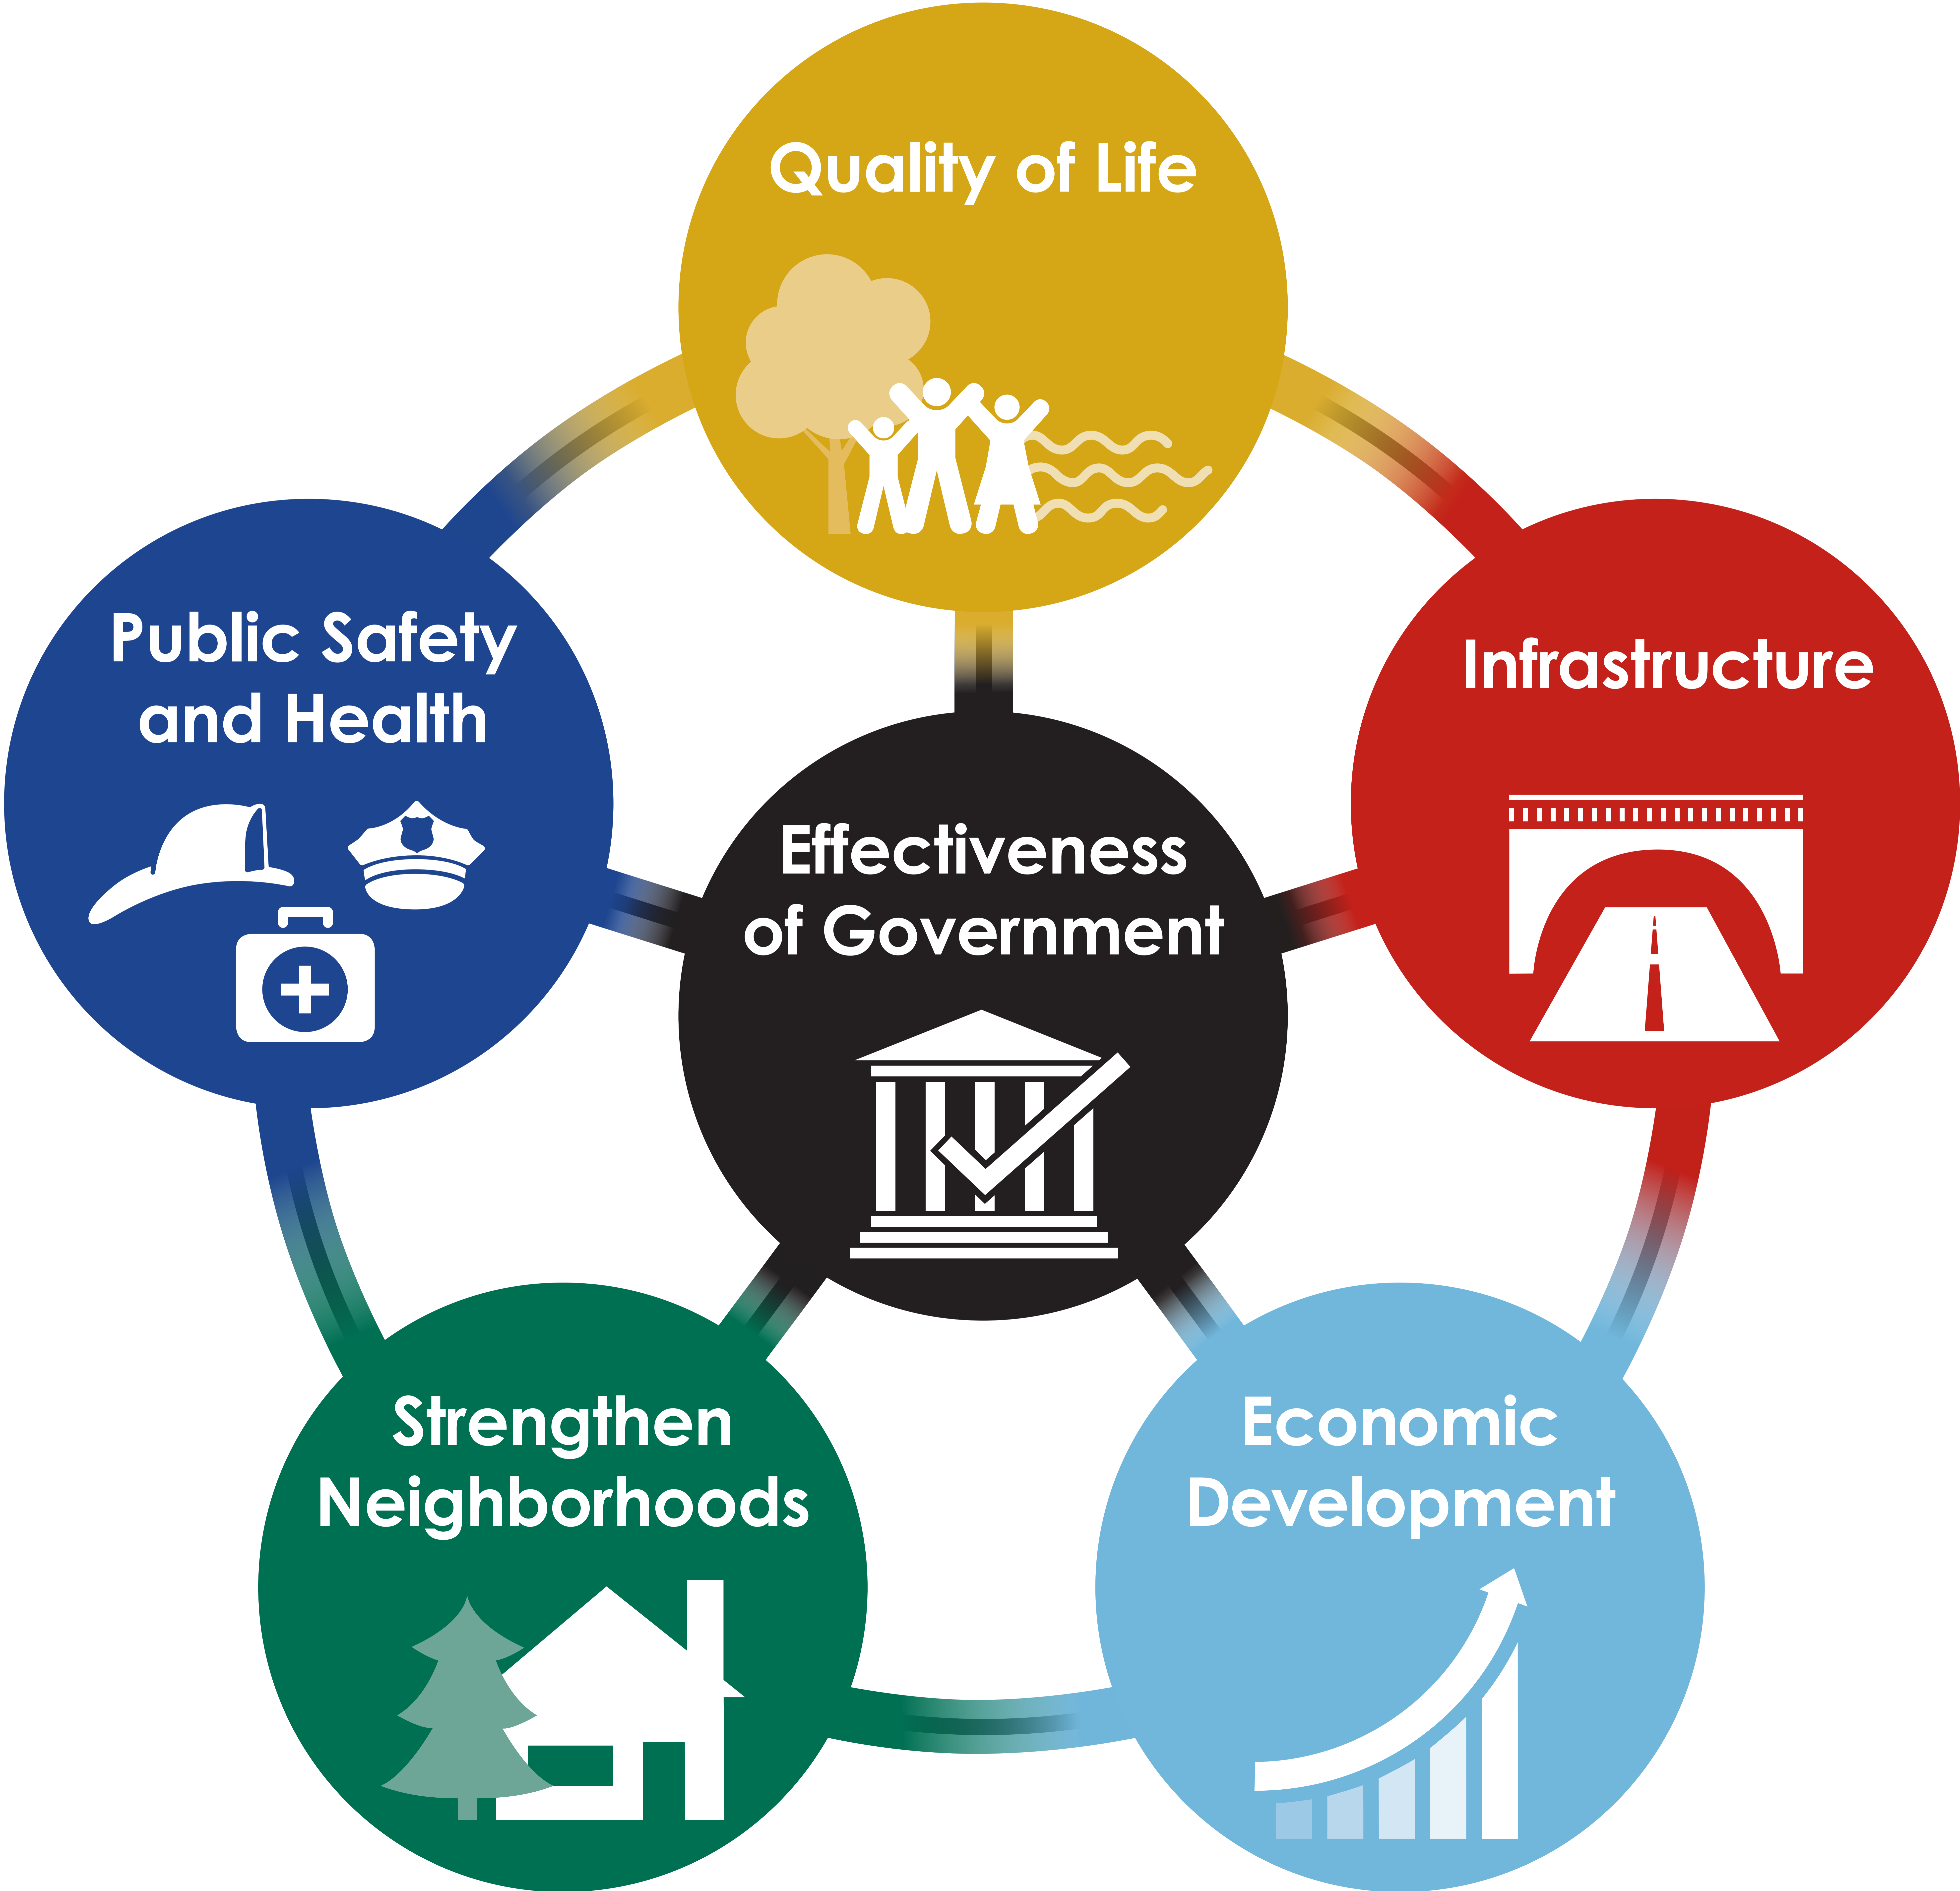 Quality of Life
Public Safety
and Health
Infrastructure
Effectiveness
of Government
Strengthen
Neighborhoods
Economic
Development